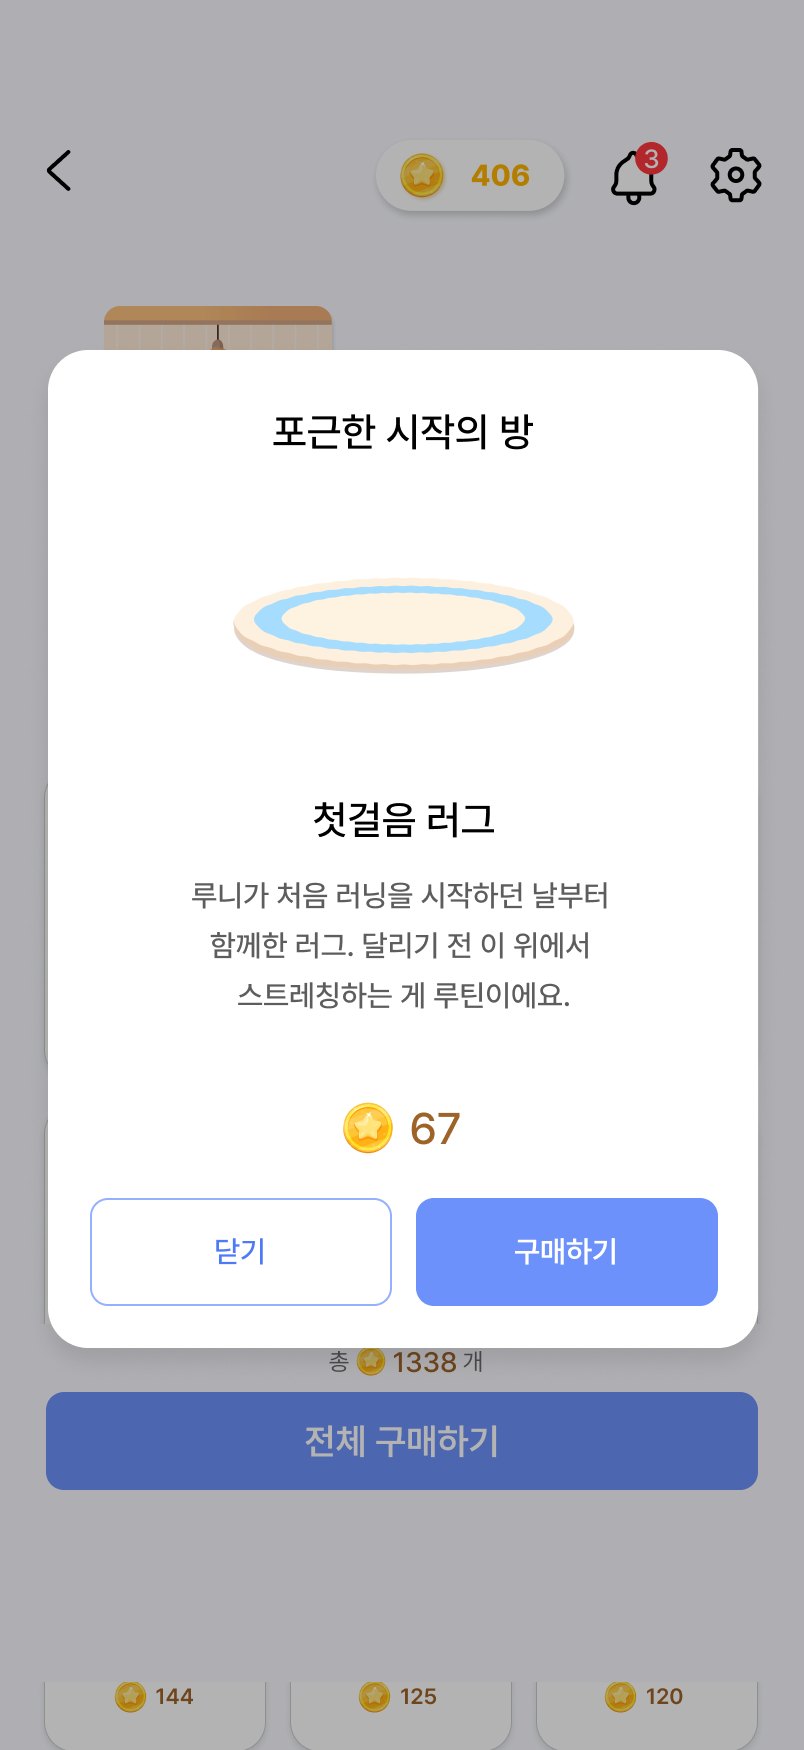 406
3
포근한 시작의 방
첫걸음 러그
루니가 처음 러닝을 시작하던 날부터
함께한 러그. 달리기 전 이 위에서
스트레칭하는 게 루틴이에요.
67
닫기
구매하기
총 1338 개
전체 구매하기
144
125
120